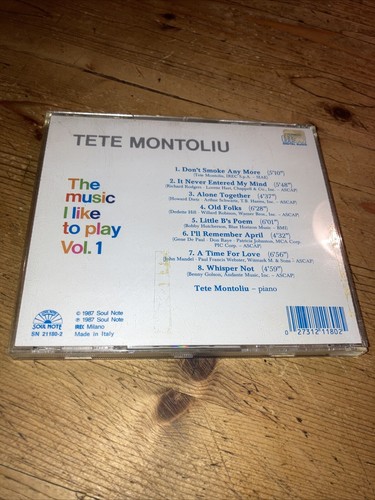 TETE MONTOLIU
The
music
I like
to play
Vol. 1
1. Don't Smoke Any More (5'10")
(Tete Montoliu, IREC S.p.A. - SIAE)
2. It Never Entered My Mind (5'48")
(Richard Rodgers - Lorenz Hart, Chappell & Co., Inc. - ASCAP)
3. Alone Together (4'37")
(Howard Dietz - Arthur Schwartz, T.B. Harms, Inc. - ASCAP)
4. Old Folks (6'28")
(Dedette Hill - Willard Robison, Warner Bros., Inc. - ASCAP)
5. Little B's Poem (6'01")
(Bobby Hutcherson, Blue Horizon Music - BMI)
6. I'll Remember April (4'32")
(Gene De Paul - Don Raye - Patricia Johnston, MCA Corp.
PIC Corp. - ASCAP)
7. A Time For Love (6'56")
(John Mandel - Paul Francis Webster, Witmark M. & Sons - ASCAP)
8. Whisper Not (4'59")
(Benny Golson, Andante Music, Inc. - ASCAP)
Tete Montoliu – piano
SOUL NOTE
SN 21180-2
© 1987 Soul Note
℗ 1987 Soul Note
IREC Milano
Made in Italy
0 27312 11802